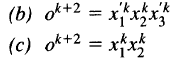 (b) o^{k+2} = x_1'^k x_2^k x_3'^k
(c) o^{k+2} = x_1^k x_2^k